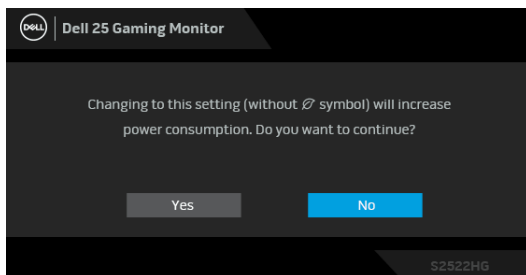 DELL
Dell 25 Gaming Monitor
Changing to this setting (without symbol) will increase
power consumption. Do you want to continue?
Yes
No
S2522HG